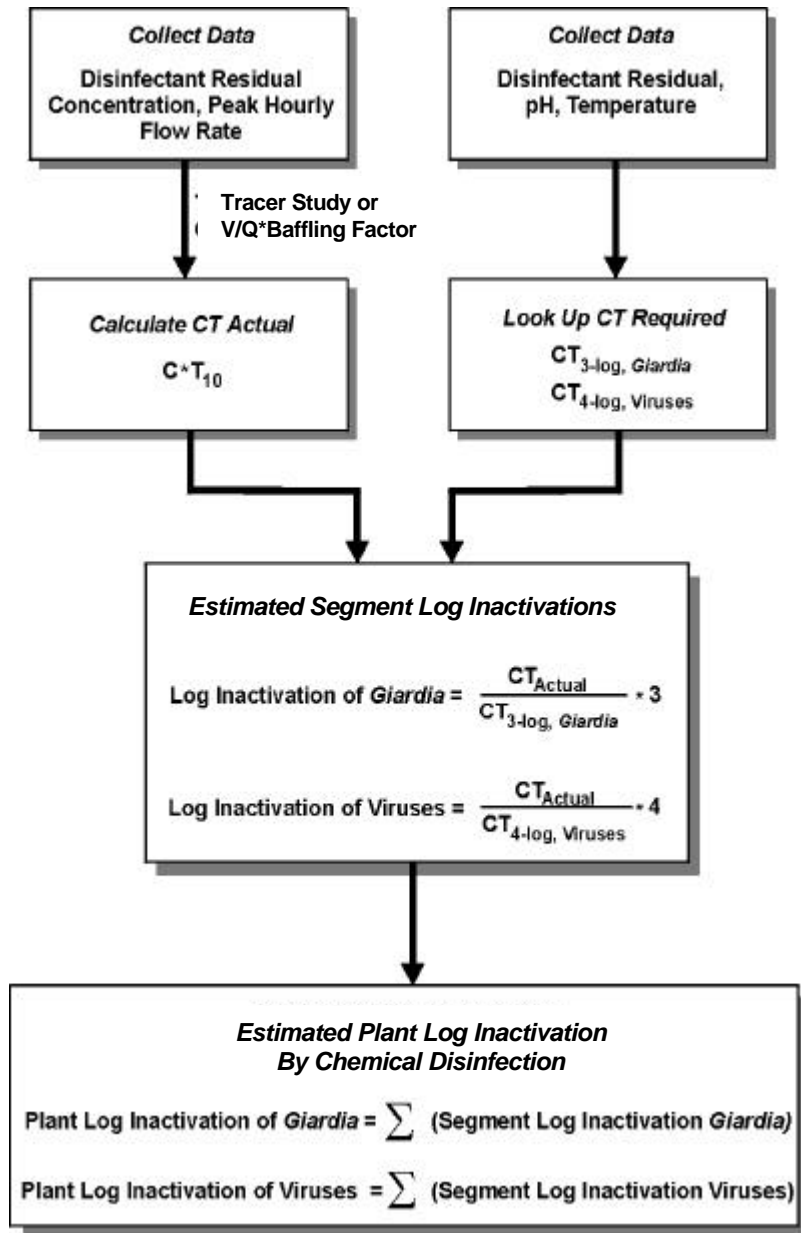 Collect Data
Disinfectant Residual
Concentration, Peak Hourly
Flow Rate
Collect Data
Disinfectant Residual,
pH, Temperature
Tracer Study or
V/Q*Baffling Factor
Calculate CT Actual
C*T10
Look Up CT Required
CT3-log, Giardia
CT4-log, Viruses
Estimated Segment Log Inactivations
Log Inactivation of Giardia = CTActual / CT3-log, Giardia * 3
Log Inactivation of Viruses = CTActual / CT4-log, Viruses * 4
Estimated Plant Log Inactivation
By Chemical Disinfection
Plant Log Inactivation of Giardia = ∑ (Segment Log Inactivation Giardia)
Plant Log Inactivation of Viruses = ∑ (Segment Log Inactivation Viruses)